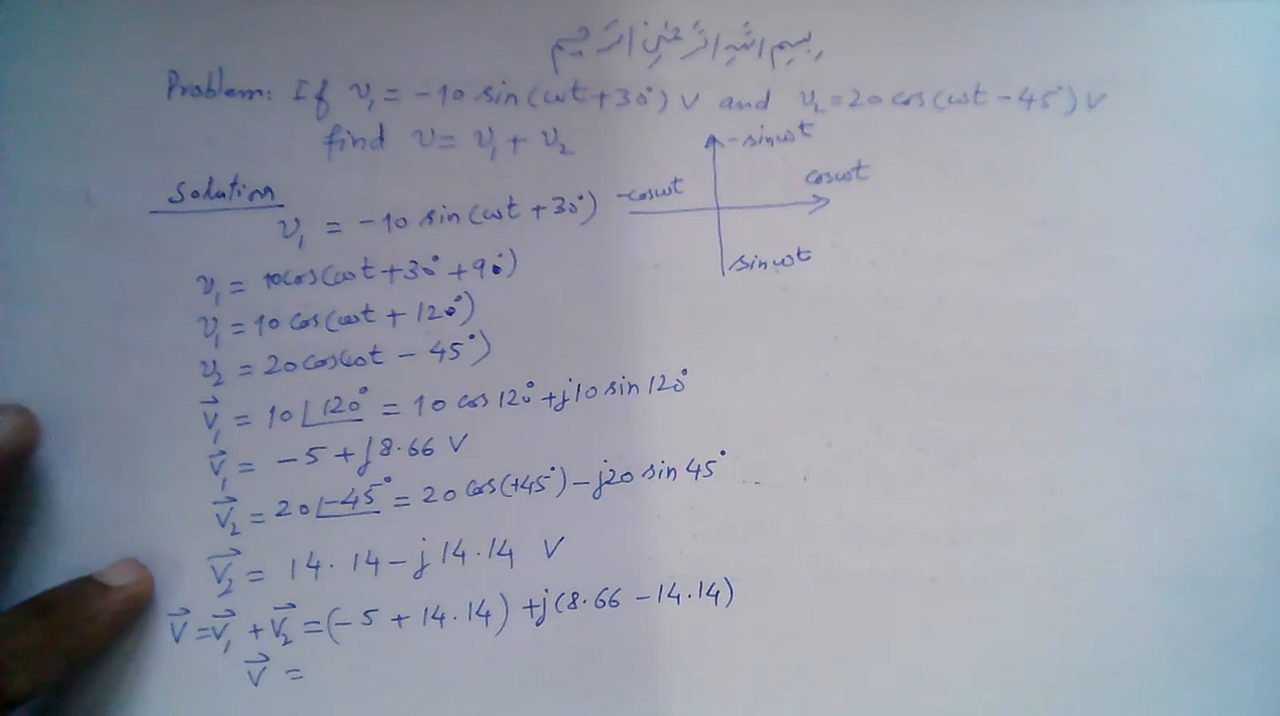 بسم الله الرحمن الرحيم
Problem: If v₁ = -10 sin(ωt+30°) V and v₂ = 20 cos(ωt-45°) V
find v = v₁ + v₂
-sinωt
Solution
-cosωt
cosωt
v₁ = -10 sin(ωt+30°)
sinωt
v₁ = 10cos(ωt+30°+90°)
v₁ = 10 cos(ωt + 120°)
v₂ = 20cos(ωt - 45°)
V⃗₁ = 10∠120° = 10 cos 120° + j10 sin 120°
V⃗₁ = -5 + j8.66 V
V⃗₂ = 20∠-45° = 20 cos(+45°) - j20 sin 45°
V⃗₂ = 14.14 - j 14.14 V
V⃗ = V⃗₁ + V⃗₂ = (-5 + 14.14) + j(8.66 - 14.14)
V⃗ =